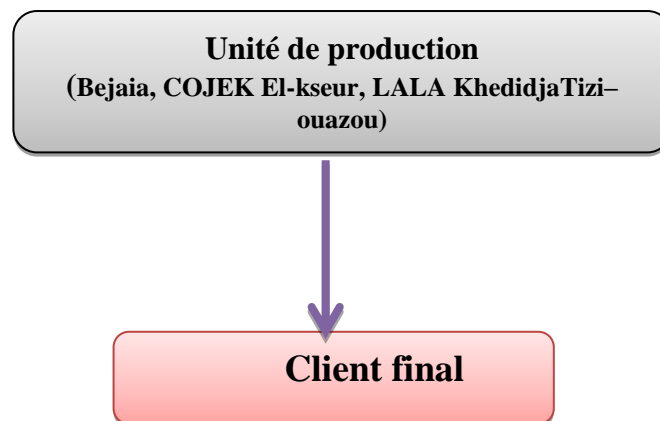 Unité de production
(Bejaia, COJEK El-kseur, LALA KhedidjaTizi–
ouazou)
Client final